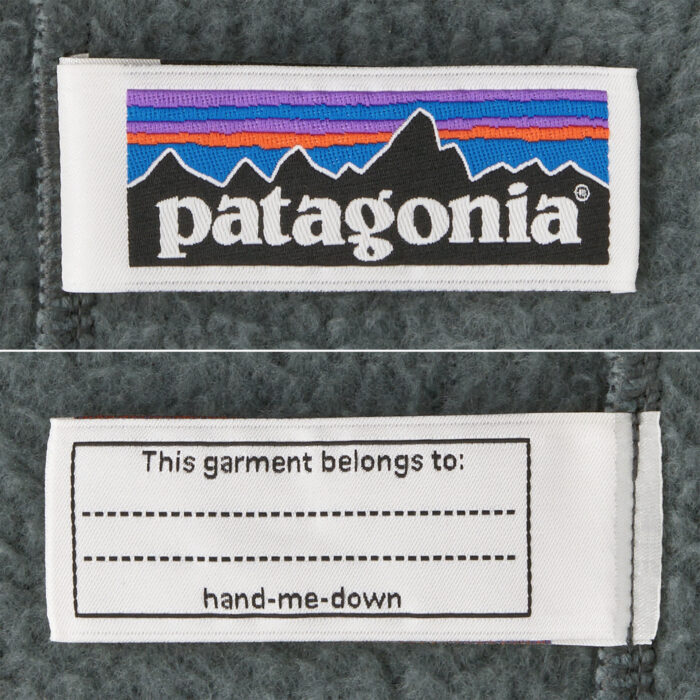 patagonia®
This garment belongs to:
hand-me-down